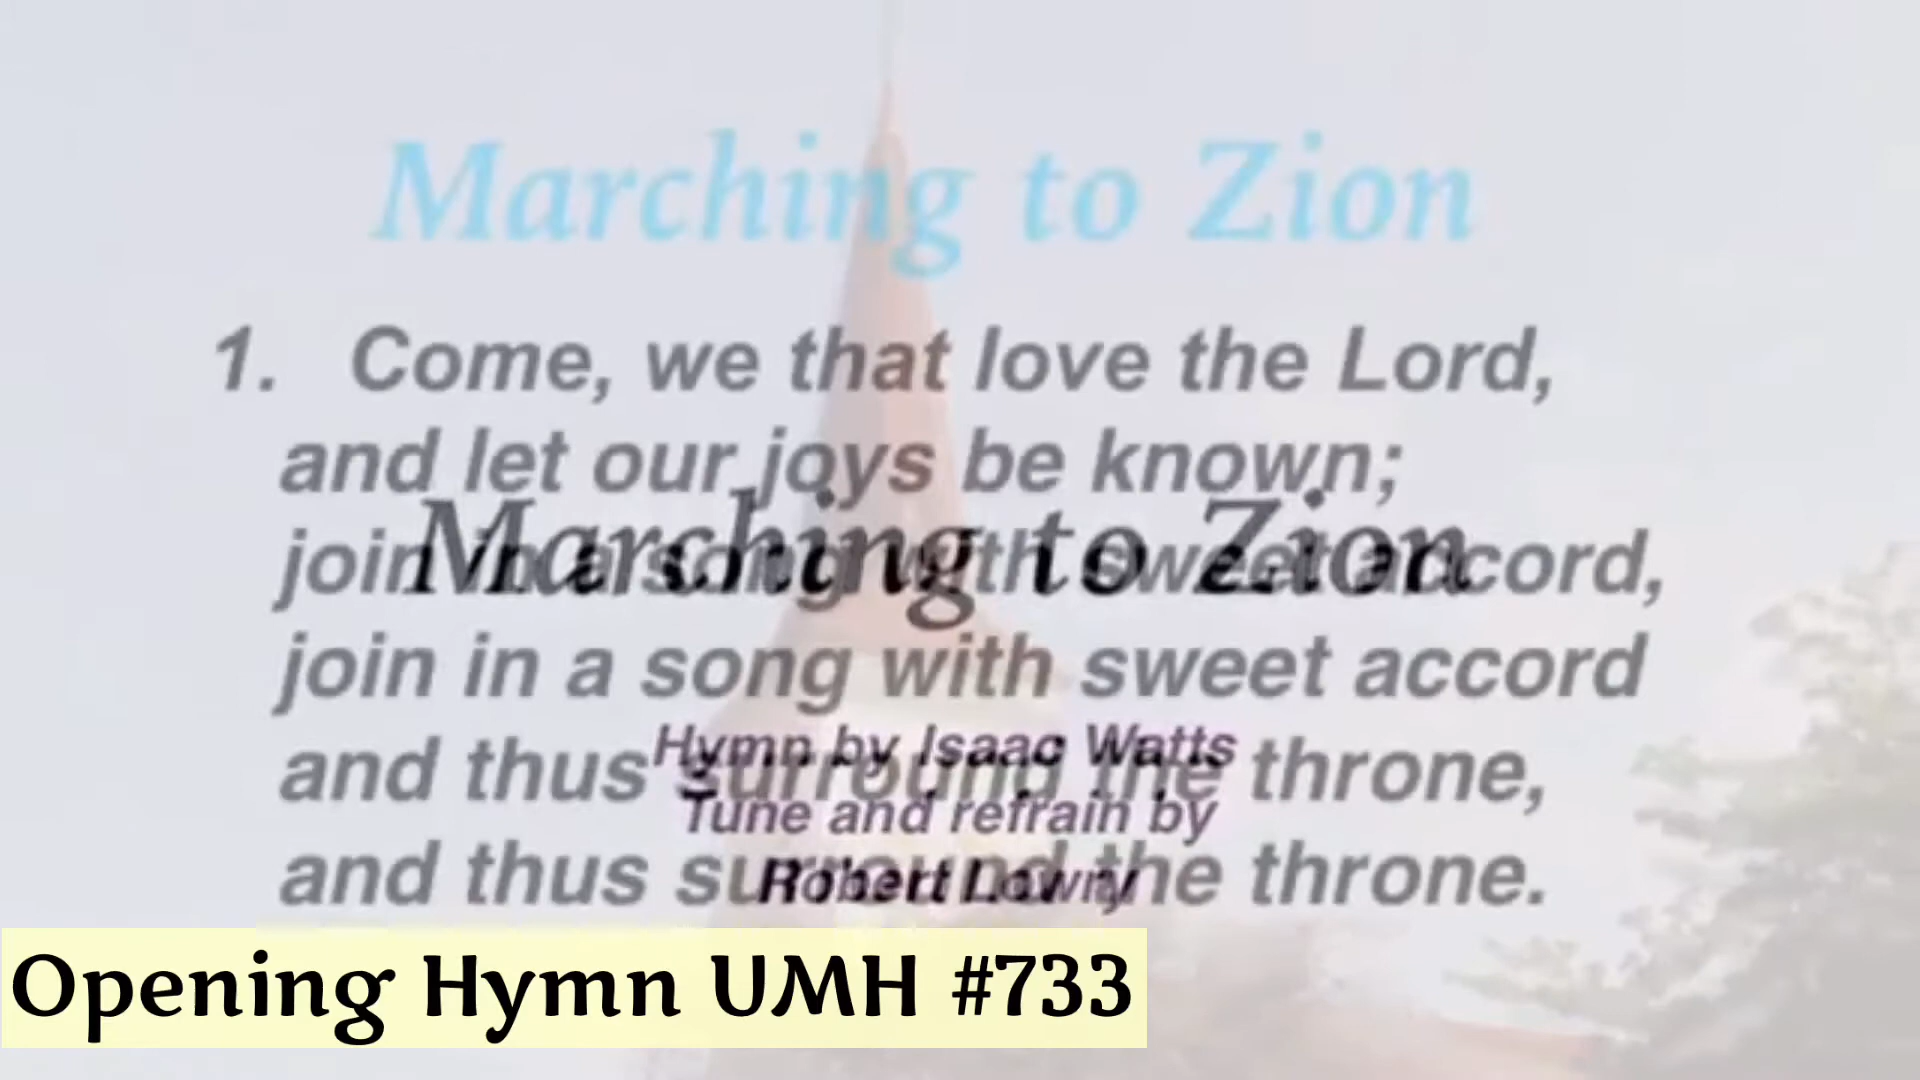 Marching to Zion
1. Come, we that love the Lord,
and let our joys be known;
Marching to Zion
join in a song with sweet accord,
join in a song with sweet accord
Hymn by Isaac Watts
and thus surround the throne,
Tune and refrain by
Robert Lowry
and thus surround the throne.
Opening Hymn UMH #733